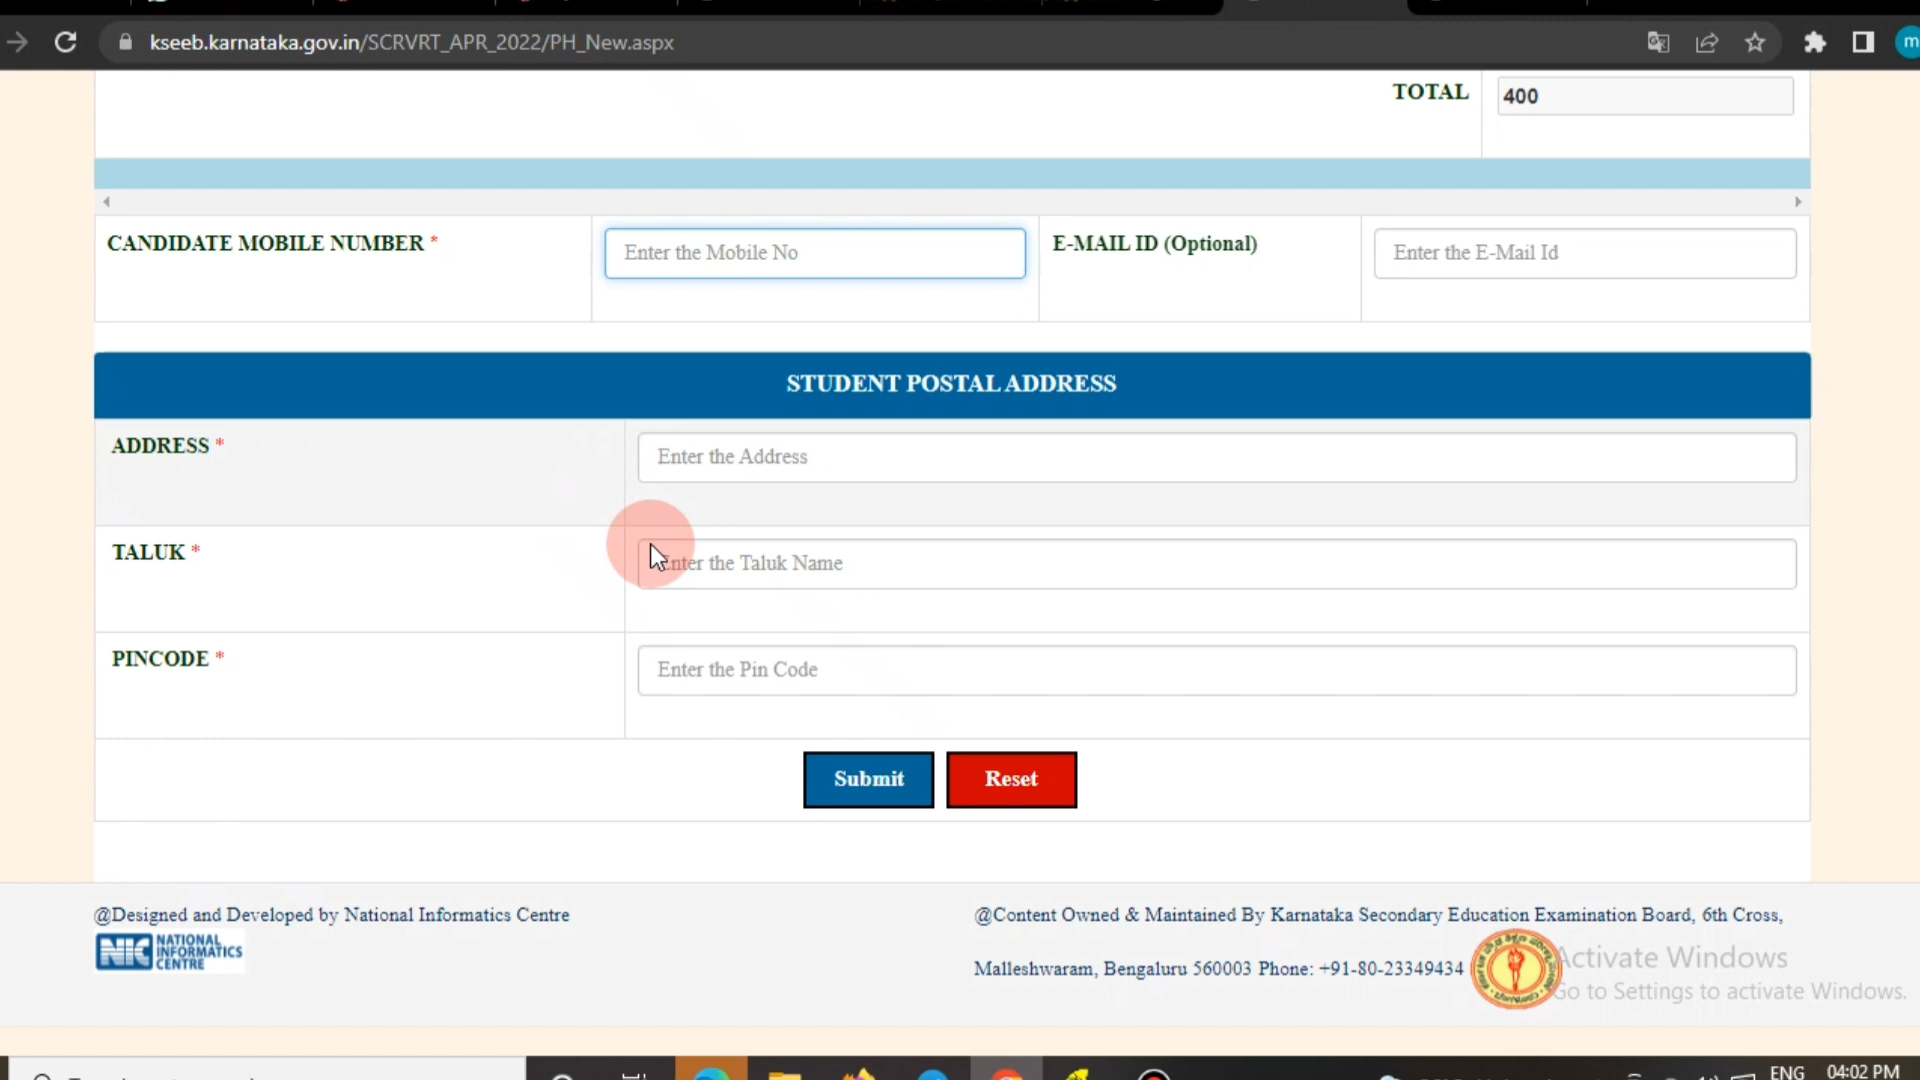 kseeb.karnataka.gov.in/SCRVRT_APR_2022/PH_New.aspx
m
TOTAL
400
CANDIDATE MOBILE NUMBER *
Enter the Mobile No
E-MAIL ID (Optional)
Enter the E-Mail Id
STUDENT POSTAL ADDRESS
ADDRESS *
Enter the Address
TALUK *
Enter the Taluk Name
PINCODE *
Enter the Pin Code
Submit
Reset
@Designed and Developed by National Informatics Centre
NIC
NATIONAL
INFORMATICS
CENTRE
@Content Owned & Maintained By Karnataka Secondary Education Examination Board, 6th Cross,
Malleshwaram, Bengaluru 560003 Phone: +91-80-23349434
Activate Windows
Go to Settings to activate Windows.
ENG
04:02 PM